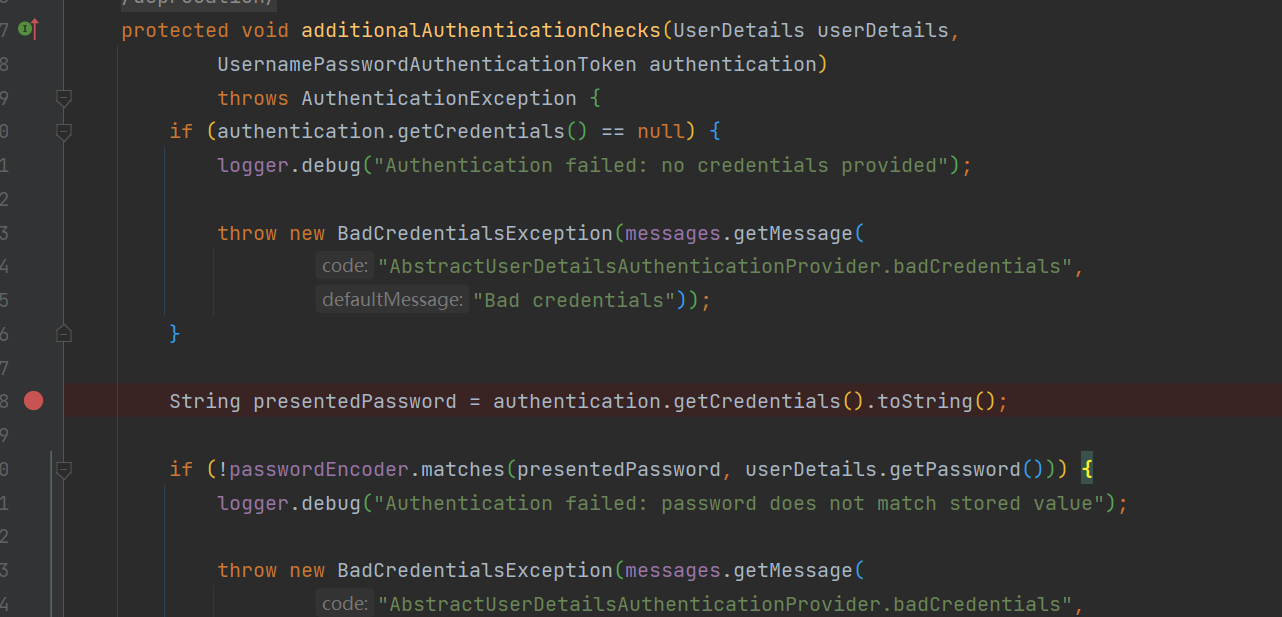 /deprecation/
7 protected void additionalAuthenticationChecks(UserDetails userDetails,
8 UsernamePasswordAuthenticationToken authentication)
9 throws AuthenticationException {
0 if (authentication.getCredentials() == null) {
1 logger.debug("Authentication failed: no credentials provided");
2
3 throw new BadCredentialsException(messages.getMessage(
4 code: "AbstractUserDetailsAuthenticationProvider.badCredentials",
5 defaultMessage: "Bad credentials"));
6 }
7
8 String presentedPassword = authentication.getCredentials().toString();
9
0 if (!passwordEncoder.matches(presentedPassword, userDetails.getPassword())) {
1 logger.debug("Authentication failed: password does not match stored value");
2
3 throw new BadCredentialsException(messages.getMessage(
4 code: "AbstractUserDetailsAuthenticationProvider.badCredentials",